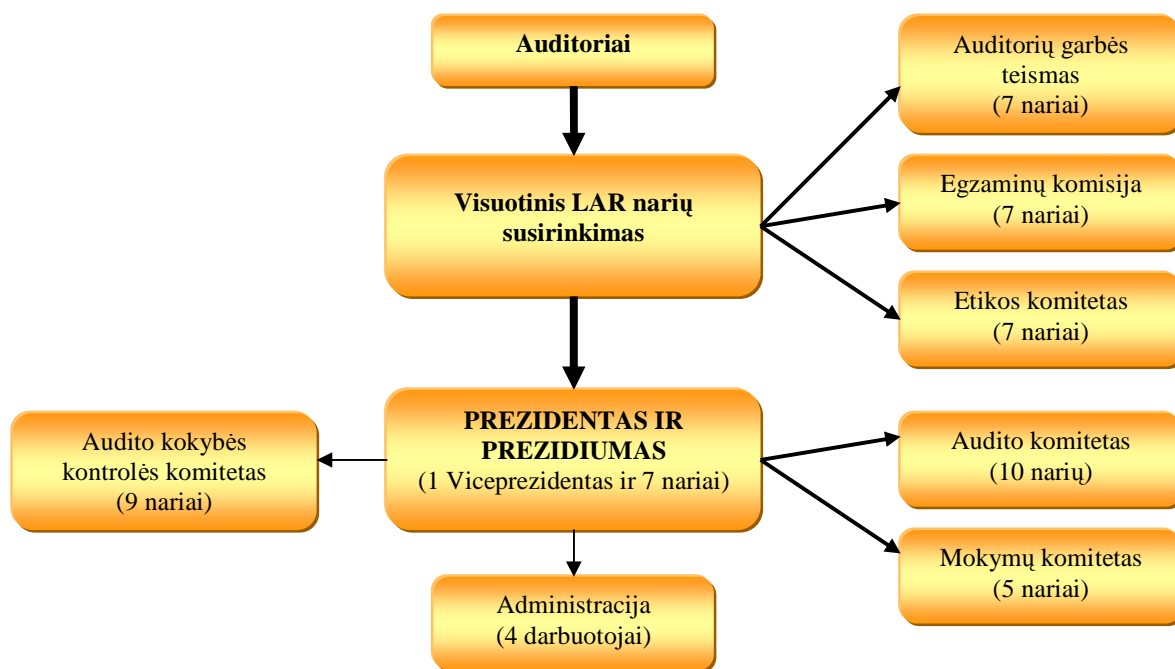 Auditoriai
Auditorių garbės
teismas
(7 nariai)
Visuotinis LAR narių
susirinkimas
Egzaminų komisija
(7 nariai)
Etikos komitetas
(7 nariai)
PREZIDENTAS IR
PREZIDIUMAS
(1 Viceprezidentas ir 7 nariai)
Audito kokybės
kontrolės komitetas
(9 nariai)
Audito komitetas
(10 narių)
Mokymų komitetas
(5 nariai)
Administracija
(4 darbuotojai)